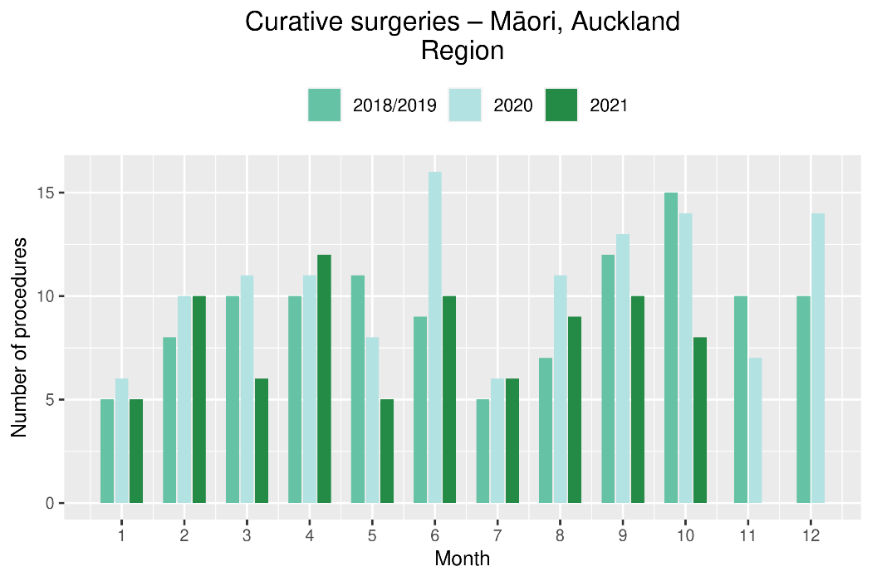 Curative surgeries – Māori, Auckland
Region
2018/2019 2020 2021
Number of procedures
15
10
5
0
1 2 3 4 5 6 7 8 9 10 11 12
Month